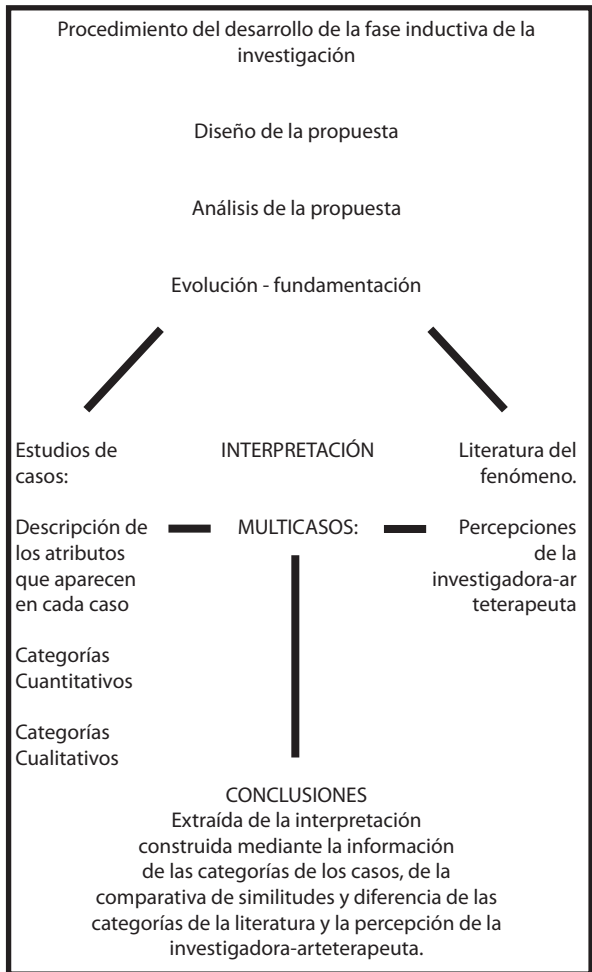 Procedimiento del desarrollo de la fase inductiva de la
investigación
Diseño de la propuesta
Análisis de la propuesta
Evolución - fundamentación
Estudios de
casos:
Descripción de
los atributos
que aparecen
en cada caso
Categorías
Cuantitativos
Categorías
Cualitativos
INTERPRETACIÓN
MULTICASOS:
Literatura del
fenómeno.
Percepciones
de la
investigadora-ar
teterapeuta
CONCLUSIONES
Extraída de la interpretación
construida mediante la información
de las categorías de los casos, de la
comparativa de similitudes y diferencia de las
categorías de la literatura y la percepción de la
investigadora-arteterapeuta.